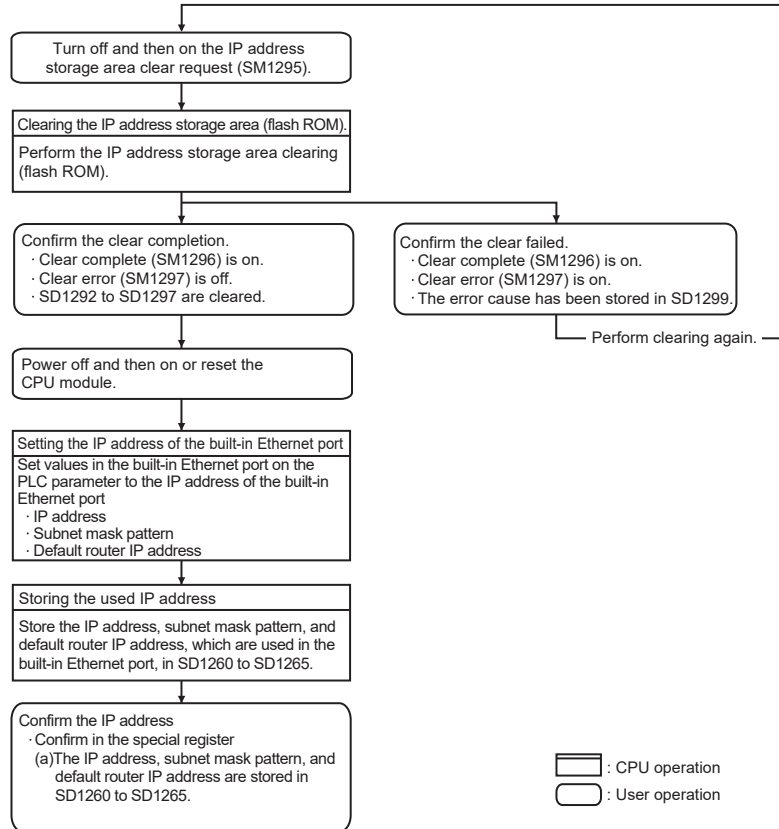 Turn off and then on the IP address
storage area clear request (SM1295).
Clearing the IP address storage area (flash ROM).
Perform the IP address storage area clearing
(flash ROM).
Confirm the clear completion.
· Clear complete (SM1296) is on.
· Clear error (SM1297) is off.
· SD1292 to SD1297 are cleared.
Confirm the clear failed.
· Clear complete (SM1296) is on.
· Clear error (SM1297) is on.
· The error cause has been stored in SD1299.
Perform clearing again.
Power off and then on or reset the
CPU module.
Setting the IP address of the built-in Ethernet port
Set values in the built-in Ethernet port on the
PLC parameter to the IP address of the built-in
Ethernet port
· IP address
· Subnet mask pattern
· Default router IP address
Storing the used IP address
Store the IP address, subnet mask pattern, and
default router IP address, which are used in the
built-in Ethernet port, in SD1260 to SD1265.
Confirm the IP address
· Confirm in the special register
(a)The IP address, subnet mask pattern, and
default router IP address are stored in
SD1260 to SD1265.
: CPU operation
: User operation